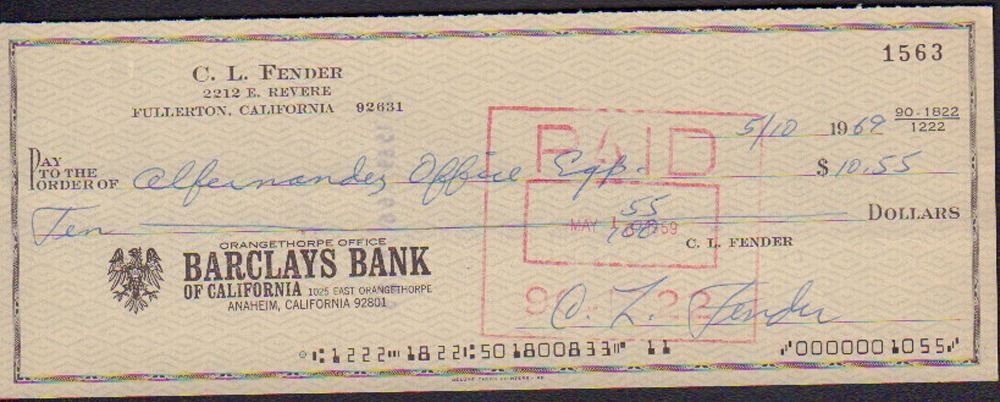 1563
C. L. FENDER
2212 E. REVERE
FULLERTON, CALIFORNIA 92631
90-1822
1222
5/10 1969
PAID
PAY TO THE ORDER OF Alfernandes Office Eqp. $10.55
Ten 55/100 DOLLARS
MAY
C. L. FENDER
ORANGETHORPE OFFICE
BARCLAYS BANK
OF CALIFORNIA 1025 EAST ORANGETHORPE
ANAHEIM, CALIFORNIA 92801
C. L. Fender
⑆1222⑉1822⑆501800833⑈ 11 ⑈0000001055⑈